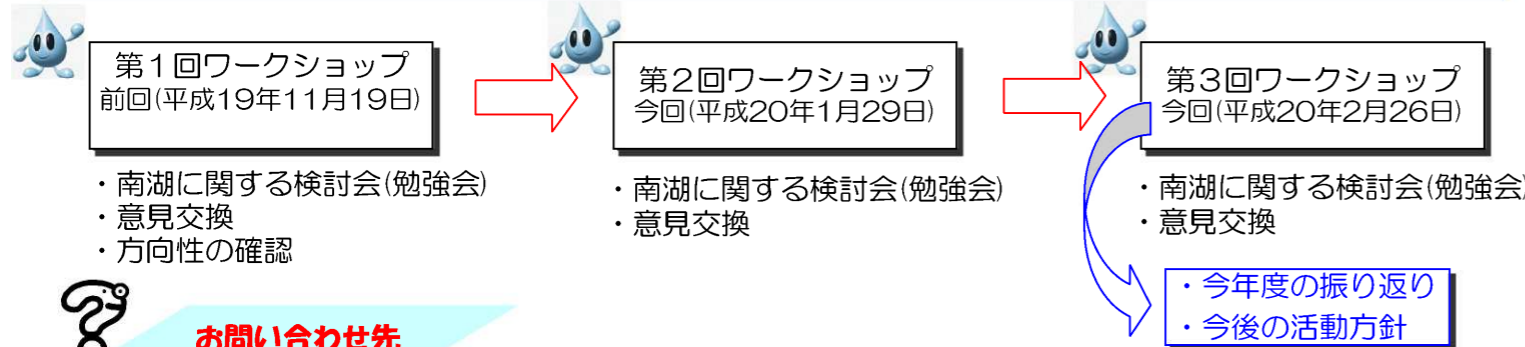 第1回ワークショップ
前回(平成19年11月19日)
・南湖に関する検討会(勉強会)
・意見交換
・方向性の確認
第2回ワークショップ
今回(平成20年1月29日)
・南湖に関する検討会(勉強会)
・意見交換
第3回ワークショップ
今回(平成20年2月26日)
・南湖に関する検討会(勉強会)
・意見交換
・今年度の振り返り
・今後の活動方針
お問い合わせ先